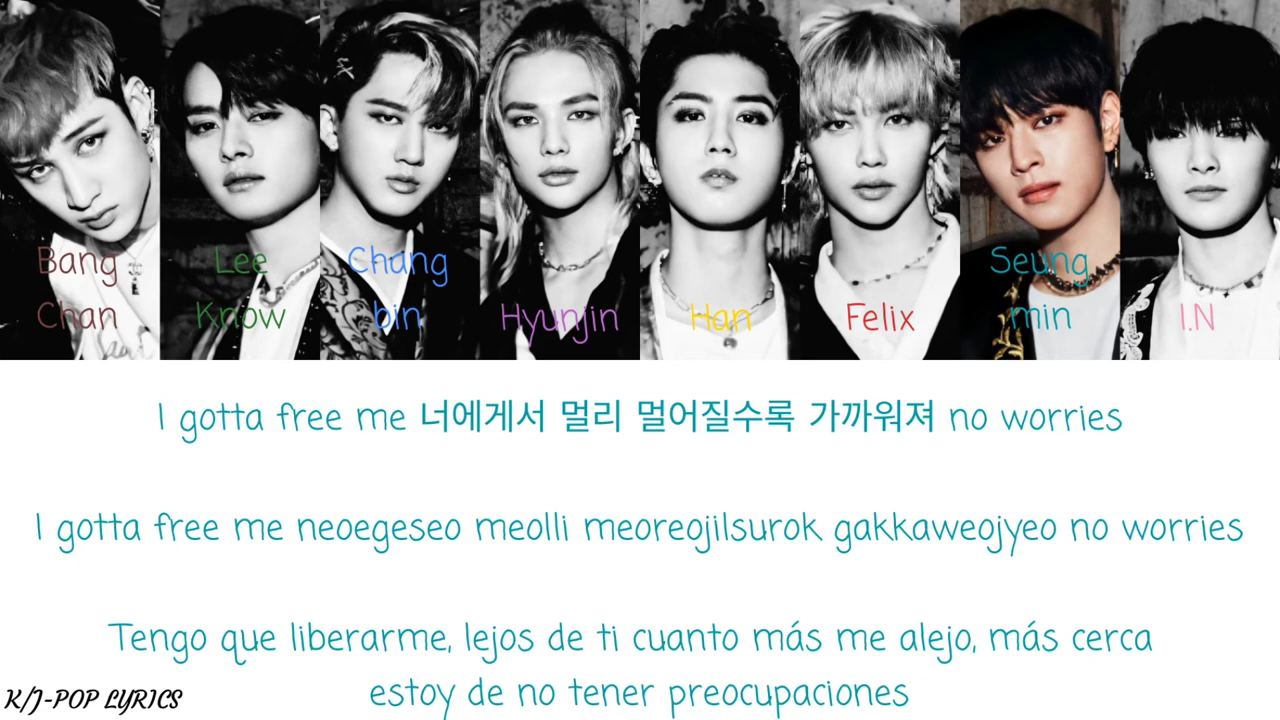 Bang
Chan
Lee
Know
Chang
bin
Hyunjin
Han
Felix
Seung
min
I.N
I gotta free me 너에게서 멀리 멀어질수록 가까워져 no worries
I gotta free me neoegeseo meolli meoreojilsurok gakkaweojyeo no worries
Tengo que liberarme, lejos de ti cuanto más me alejo, más cerca
estoy de no tener preocupaciones
K/J-POP LYRICS